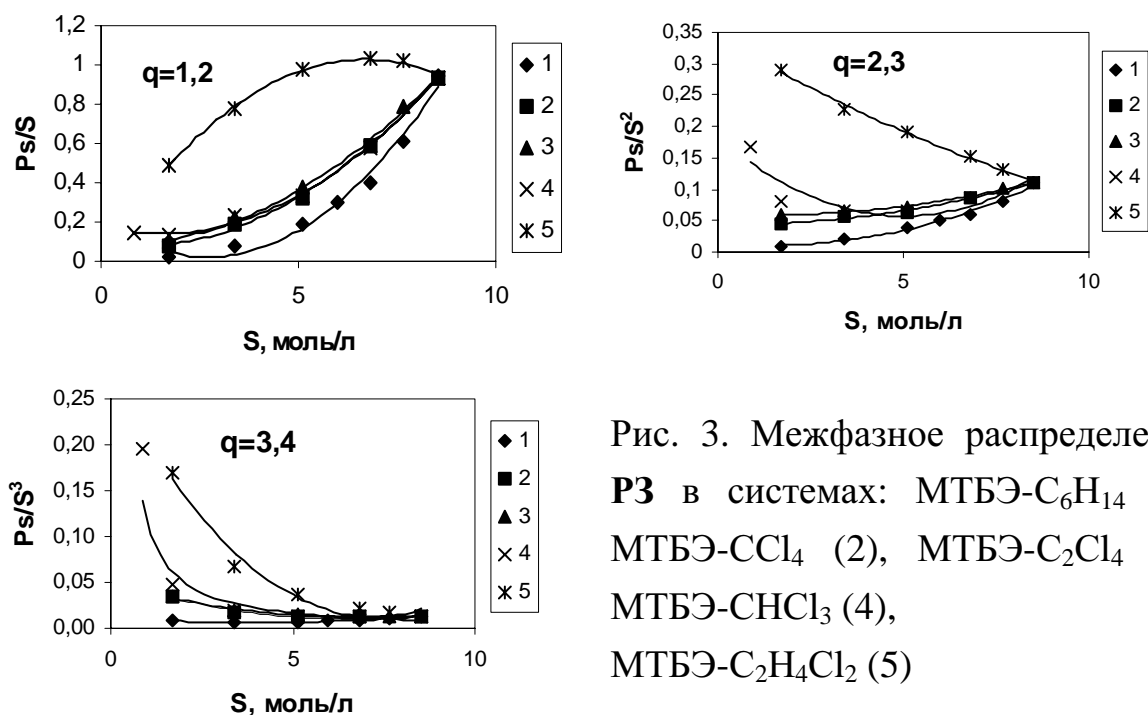 1,2
1
0,8
0,6
0,4
0,2
0
Ps/S
q=1,2
0 5 10
S, моль/л
1
2
3
4
5
0,35
0,3
0,25
0,2
0,15
0,1
0,05
0
Ps/S²
q=2,3
0 5 10
S, моль/л
1
2
3
4
5
0,25
0,20
0,15
0,10
0,05
0,00
Ps/S³
q=3,4
0 5 10
S, моль/л
1
2
3
4
5
Рис. 3. Межфазное распределе
РЗ в системах: МТБЭ-C₆H₁₄
МТБЭ-CCl₄ (2), МТБЭ-C₂Cl₄
МТБЭ-CHCl₃ (4),
МТБЭ-C₂H₄Cl₂ (5)